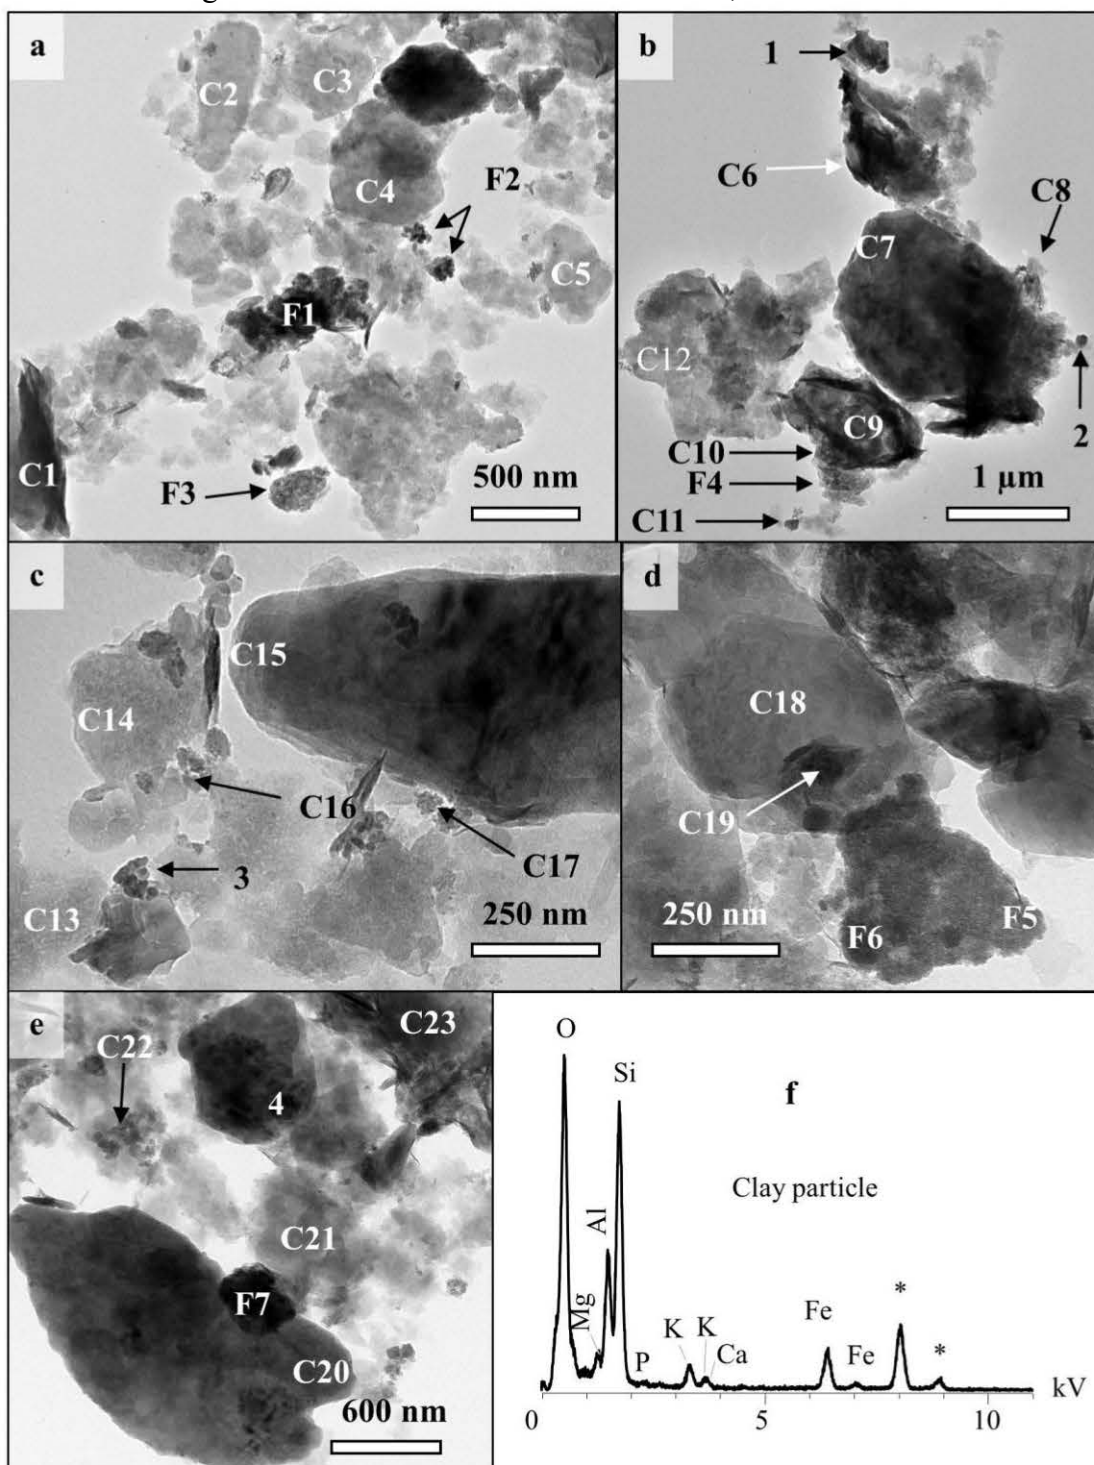 a
C2
C3
C4
F2
C5
F1
C1
F3
500 nm
b
1
C6
C8
C7
C12
2
C9
C10
F4
C11
1 µm
c
C15
C14
C16
C17
3
C13
250 nm
d
C18
C19
250 nm
F6
F5
e
C23
C22
4
C21
F7
C20
600 nm
f
O
Si
Clay particle
Al
Mg
P
K
K
Ca
Fe
Fe
*
*
kV
0
5
10